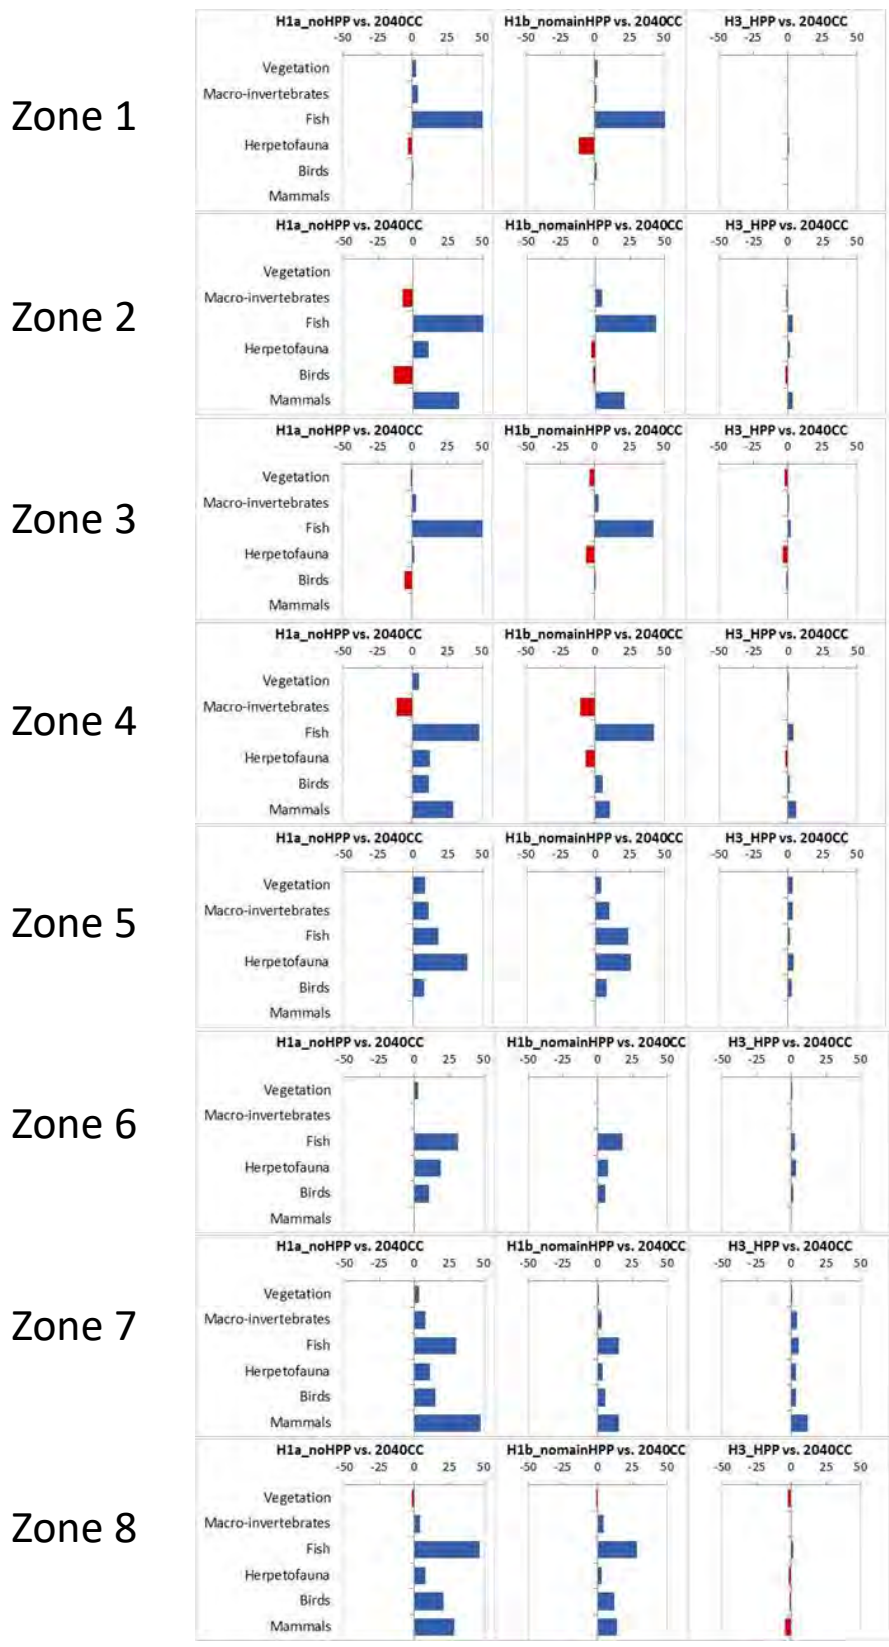 H1a_noHPP vs. 2040CC H1b_nomainHPP vs. 2040CC H3_HPP vs. 2040CC
-50 -25 0 25 50 -50 -25 0 25 50 -50 -25 0 25 50
Vegetation
Macro-invertebrates
Zone 1
Fish
Herpetofauna
Birds
Mammals
H1a_noHPP vs. 2040CC H1b_nomainHPP vs. 2040CC H3_HPP vs. 2040CC
-50 -25 0 25 50 -50 -25 0 25 50 -50 -25 0 25 50
Vegetation
Macro-invertebrates
Zone 2
Fish
Herpetofauna
Birds
Mammals
H1a_noHPP vs. 2040CC H1b_nomainHPP vs. 2040CC H3_HPP vs. 2040CC
-50 -25 0 25 50 -50 -25 0 25 50 -50 -25 0 25 50
Vegetation
Macro-invertebrates
Zone 3
Fish
Herpetofauna
Birds
Mammals
H1a_noHPP vs. 2040CC H1b_nomainHPP vs. 2040CC H3_HPP vs. 2040CC
-50 -25 0 25 50 -50 -25 0 25 50 -50 -25 0 25 50
Vegetation
Macro-invertebrates
Zone 4
Fish
Herpetofauna
Birds
Mammals
H1a_noHPP vs. 2040CC H1b_nomainHPP vs. 2040CC H3_HPP vs. 2040CC
-50 -25 0 25 50 -50 -25 0 25 50 -50 -25 0 25 50
Vegetation
Macro-invertebrates
Zone 5
Fish
Herpetofauna
Birds
Mammals
H1a_noHPP vs. 2040CC H1b_nomainHPP vs. 2040CC H3_HPP vs. 2040CC
-50 -25 0 25 50 -50 -25 0 25 50 -50 -25 0 25 50
Vegetation
Macro-invertebrates
Zone 6
Fish
Herpetofauna
Birds
Mammals
H1a_noHPP vs. 2040CC H1b_nomainHPP vs. 2040CC H3_HPP vs. 2040CC
-50 -25 0 25 50 -50 -25 0 25 50 -50 -25 0 25 50
Vegetation
Macro-invertebrates
Zone 7
Fish
Herpetofauna
Birds
Mammals
H1a_noHPP vs. 2040CC H1b_nomainHPP vs. 2040CC H3_HPP vs. 2040CC
-50 -25 0 25 50 -50 -25 0 25 50 -50 -25 0 25 50
Vegetation
Macro-invertebrates
Zone 8
Fish
Herpetofauna
Birds
Mammals